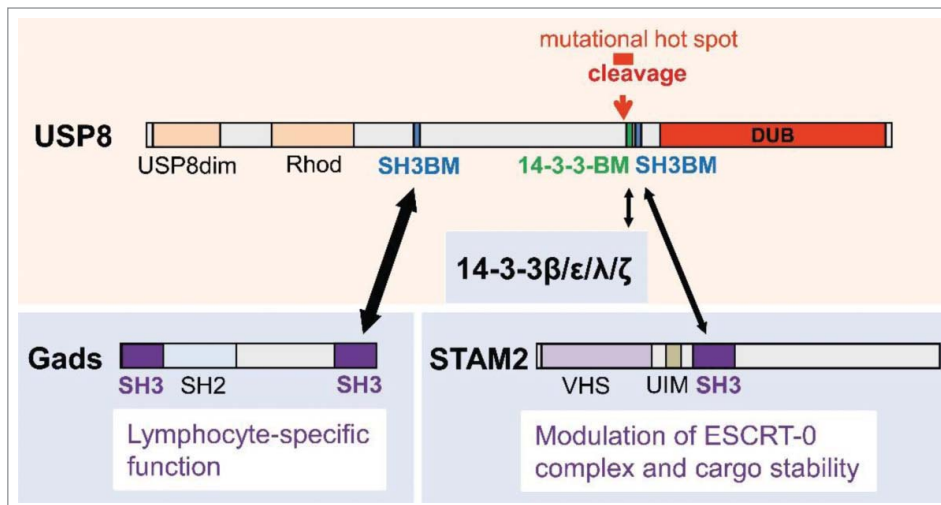 mutational hot spot
cleavage
USP8
DUB
USP8dim
Rhod
SH3BM
14-3-3-BM
SH3BM
14-3-3β/ε/λ/ζ
Gads
SH3
SH2
SH3
Lymphocyte-specific
function
STAM2
VHS
UIM
SH3
Modulation of ESCRT-0
complex and cargo stability